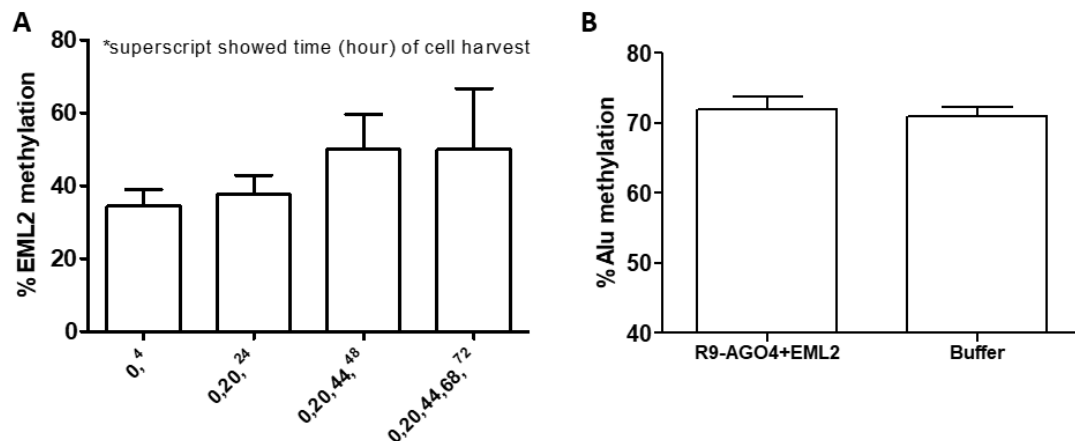 A
*superscript showed time (hour) of cell harvest
% EML2 methylation
80
60
40
20
0
0,⁴
0,20,²⁴
0,20,44,⁴⁸
0,20,44,68,⁷²
B
% Alu methylation
80
70
60
50
40
R9-AGO4+EML2
Buffer